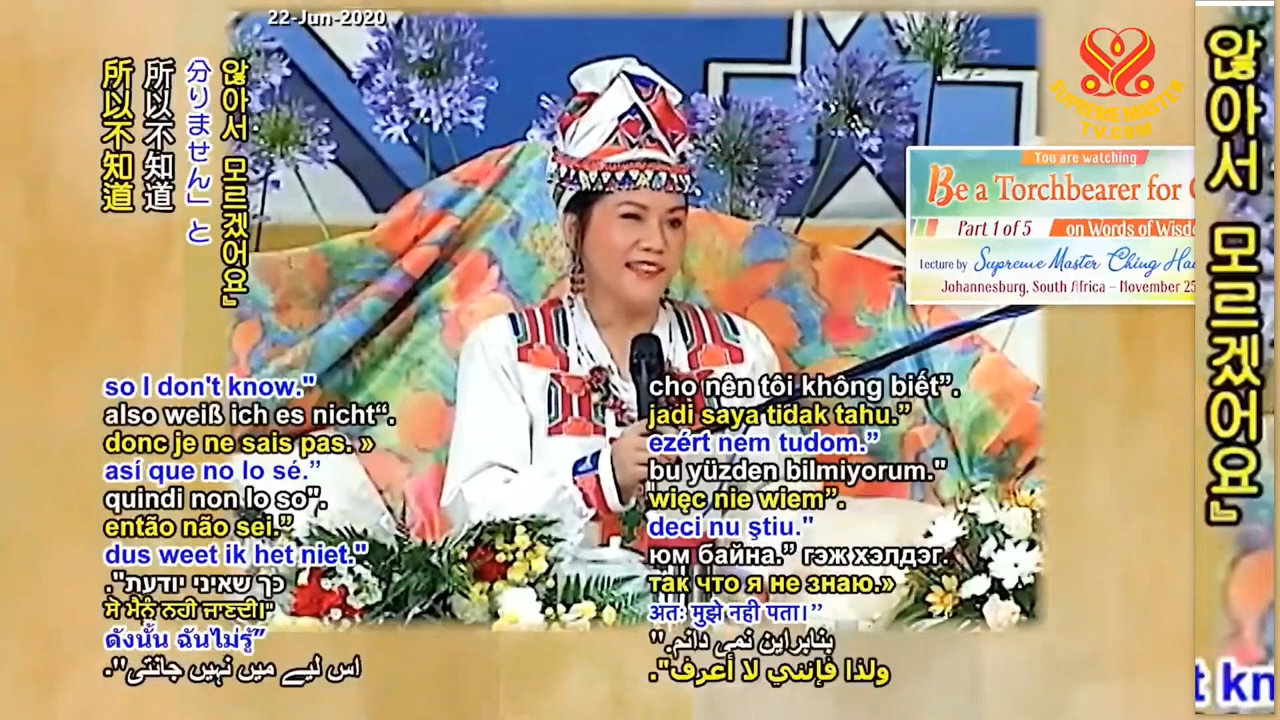 22-Jun-2020
SUPREME MASTER
TV.COM
You are watching
Be a Torchbearer for
Part 1 of 5
on Words of Wisd
Lecture by Supreme Master Ching Hai
Johannesburg, South Africa – November 25
않아서 모르겠어요』
分りません」と
所以不知道
所以不知道
so I don't know."
also weiß ich es nicht“.
donc je ne sais pas. »
así que no lo sé.”
quindi non lo so".
então não sei.”
dus weet ik het niet."
כך שאיני יודעת".
ਸੋ ਮੈਨੂੰ ਨਹੀ ਜਾਣਦੀ।"
ดังนั้น ฉันไม่รู้”
اس لیے میں نہیں جانتی''.
cho nên tôi không biết”.
jadi saya tidak tahu.”
ezért nem tudom.”
bu yüzden bilmiyorum."
więc nie wiem”.
deci nu ştiu."
юм байна.” гэж хэлдэг.
так что я не знаю.»
अतः मुझे नही पता।’’
بنابراین نمی دانم.''
ولذا فإنني لا أعرف".
않아서 모르겠어요』
t kn